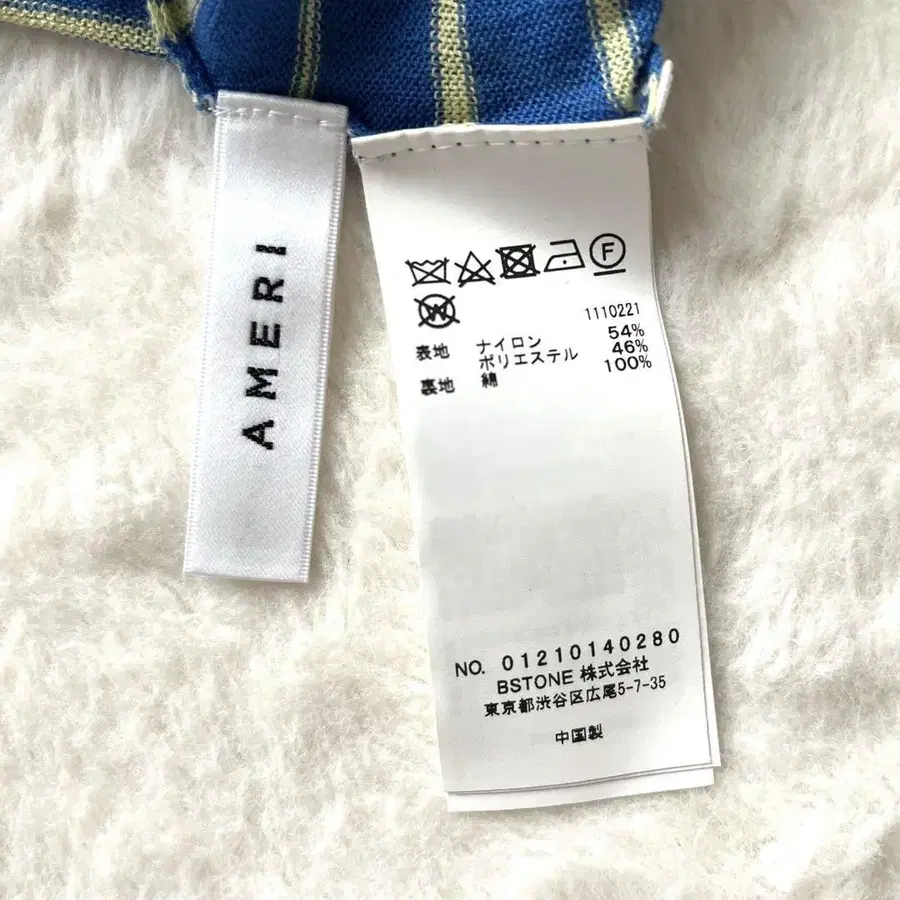 AMERI
F
W
1110221
表地 ナイロン 54%
ポリエステル 46%
裏地 綿 100%
NO. 01210140280
BSTONE 株式会社
東京都渋谷区広尾5-7-35
中国製